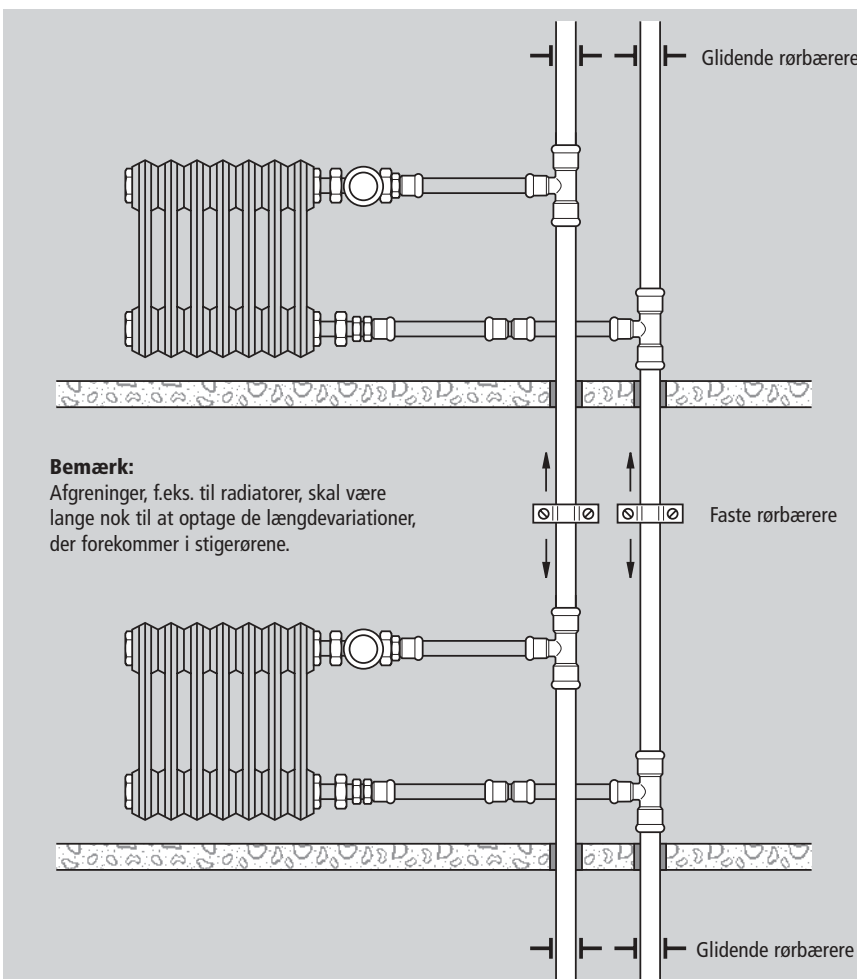 Glidende rørbærere
Bemærk:
Afgreninger, f.eks. til radiatorer, skal være
lange nok til at optage de længdevariationer,
der forekommer i stigerørene.
Faste rørbærere
Glidende rørbærere